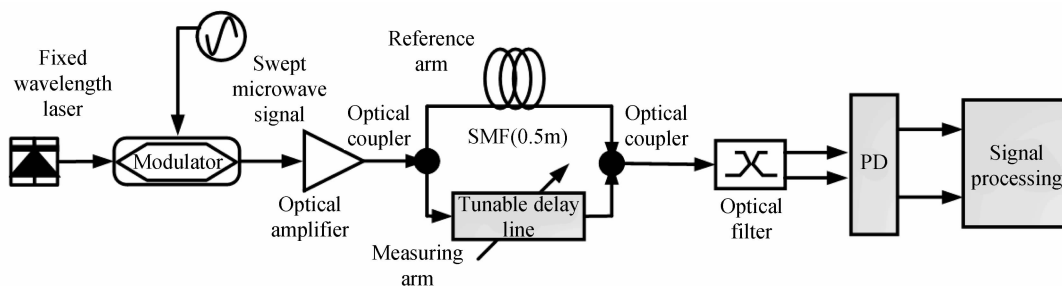 Fixed
wavelength
laser
Modulator
Swept
microwave
signal
Optical
amplifier
Optical
coupler
Reference
arm
SMF(0.5m)
Tunable delay
line
Measuring
arm
Optical
coupler
Optical
filter
PD
Signal
processing